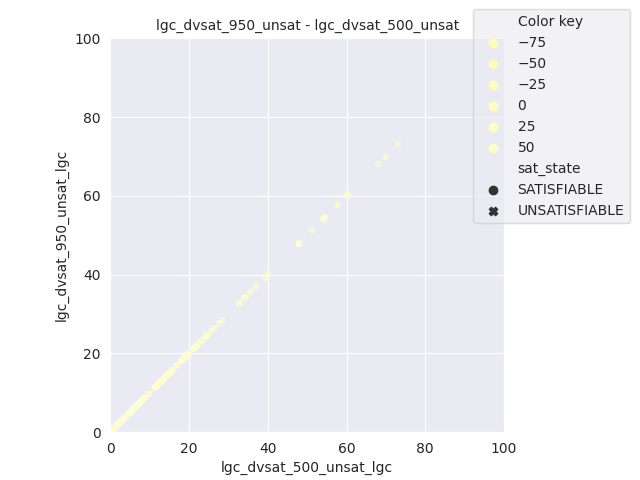 lgc_dvsat_950_unsat - lgc_dvsat_500_unsat
Color key
−75
−50
−25
0
25
50
sat_state
SATISFIABLE
UNSATISFIABLE
lgc_dvsat_950_unsat_lgc
100
80
60
40
20
0
0 20 40 60 80 100
lgc_dvsat_500_unsat_lgc